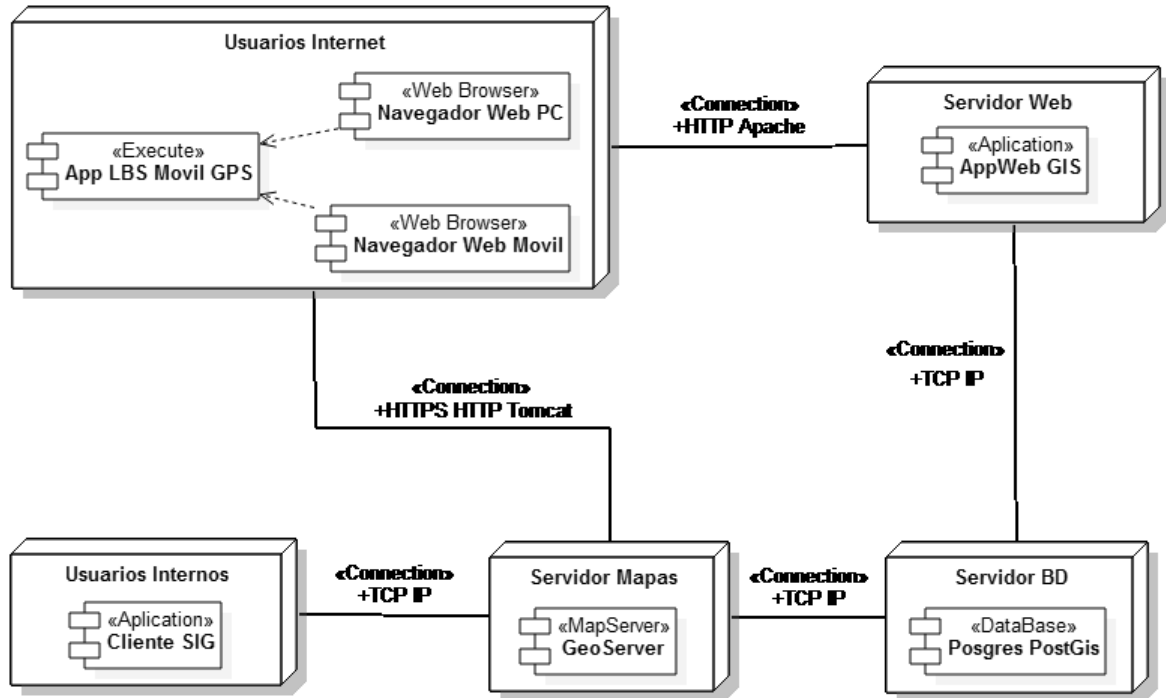 Usuarios Internet
«Web Browser»
Navegador Web PC
«Execute»
App LBS Movil GPS
«Web Browser»
Navegador Web Movil
«Connection»
+HTTP Apache
Servidor Web
«Aplication»
AppWeb GIS
«Connection»
+TCP IP
«Connection»
+HTTPS HTTP Tomcat
Usuarios Internos
«Aplication»
Cliente SIG
«Connection»
+TCP IP
Servidor Mapas
«MapServer»
GeoServer
«Connection»
+TCP IP
Servidor BD
«DataBase»
Posgres PostGis